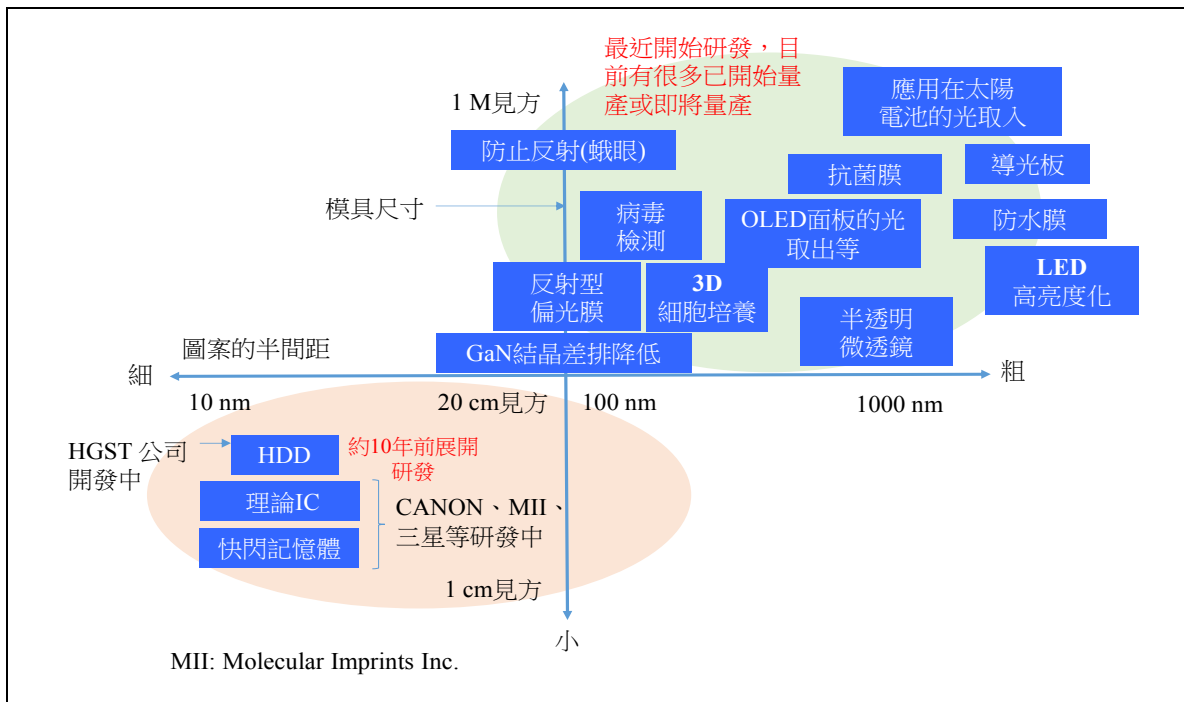 最近開始研發，目
前有很多已開始量
產或即將量產
1 M見方
應用在太陽
電池的光取入
防止反射(蛾眼)
導光板
抗菌膜
模具尺寸
病毒
檢測
OLED面板的光
取出等
防水膜
反射型
偏光膜
3D
細胞培養
LED
高亮度化
半透明
微透鏡
GaN結晶差排降低
圖案的半間距
細
粗
10 nm
20 cm見方
100 nm
1000 nm
HGST 公司
開發中
HDD
約10年前展開
研發
理論IC
快閃記憶體
CANON、MII、
三星等研發中
1 cm見方
小
MII: Molecular Imprints Inc.